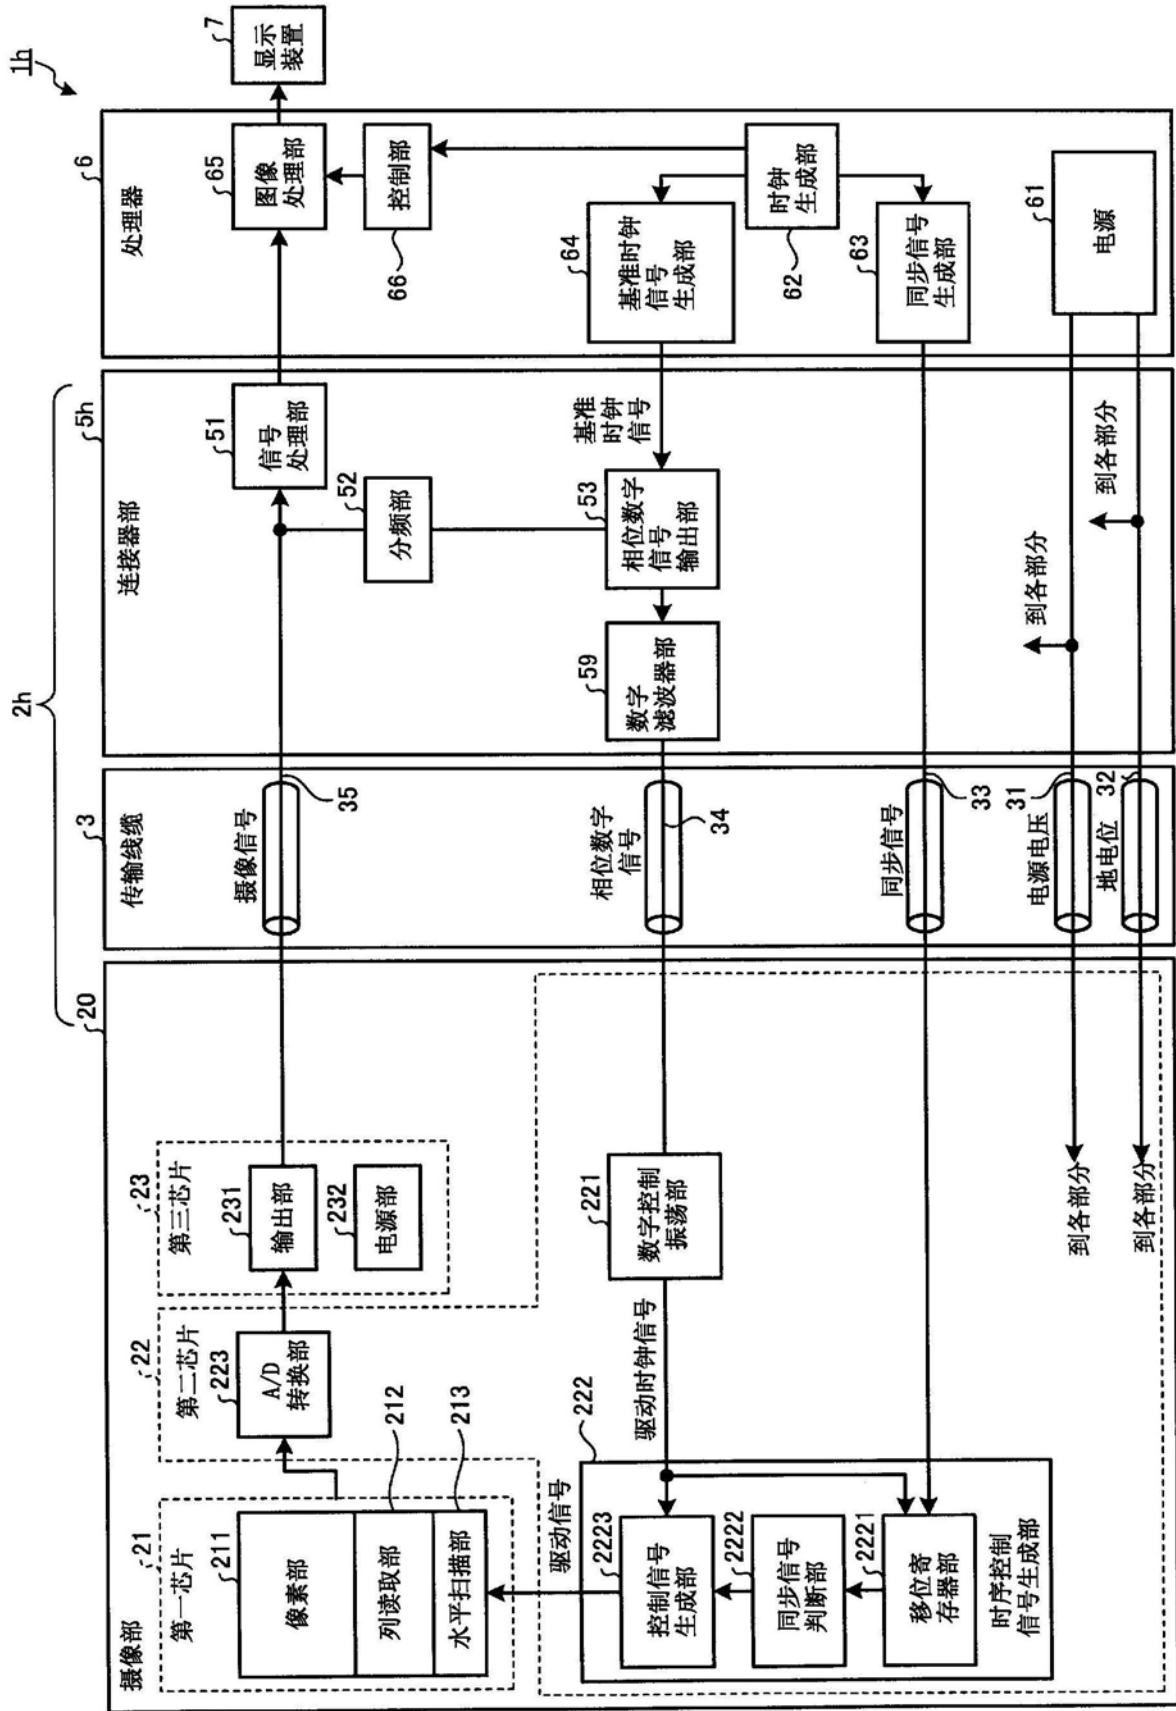 1h
2h
20
3
5h
6
7
显示
装置
摄像部
传输线缆
连接器部
处理器
21
第一芯片
211
像素部
列读取部
212
水平扫描部
213
22
第二芯片
223
A/D
转换部
23
第三芯片
231
输出部
232
电源部
摄像信号
35
51
信号
处理部
52
分频部
65
图像
处理部
控制部
66
驱动信号
222
2223
控制信号
生成部
2222
同步信号
判断部
2221
移位寄
存器部
时序控制
信号生成部
驱动时钟信号
221
数字控制
振荡部
相位数字
信号
34
59
数字
滤波器部
53
相位数字
信号
输出部
基准
时钟
信号
64
基准时钟
信号
生成部
时钟
生成部
62
63
同步信号
生成部
同步信号
33
电源电压
31
地电位
32
到各部分
到各部分
到各部分
到各部分
61
电源